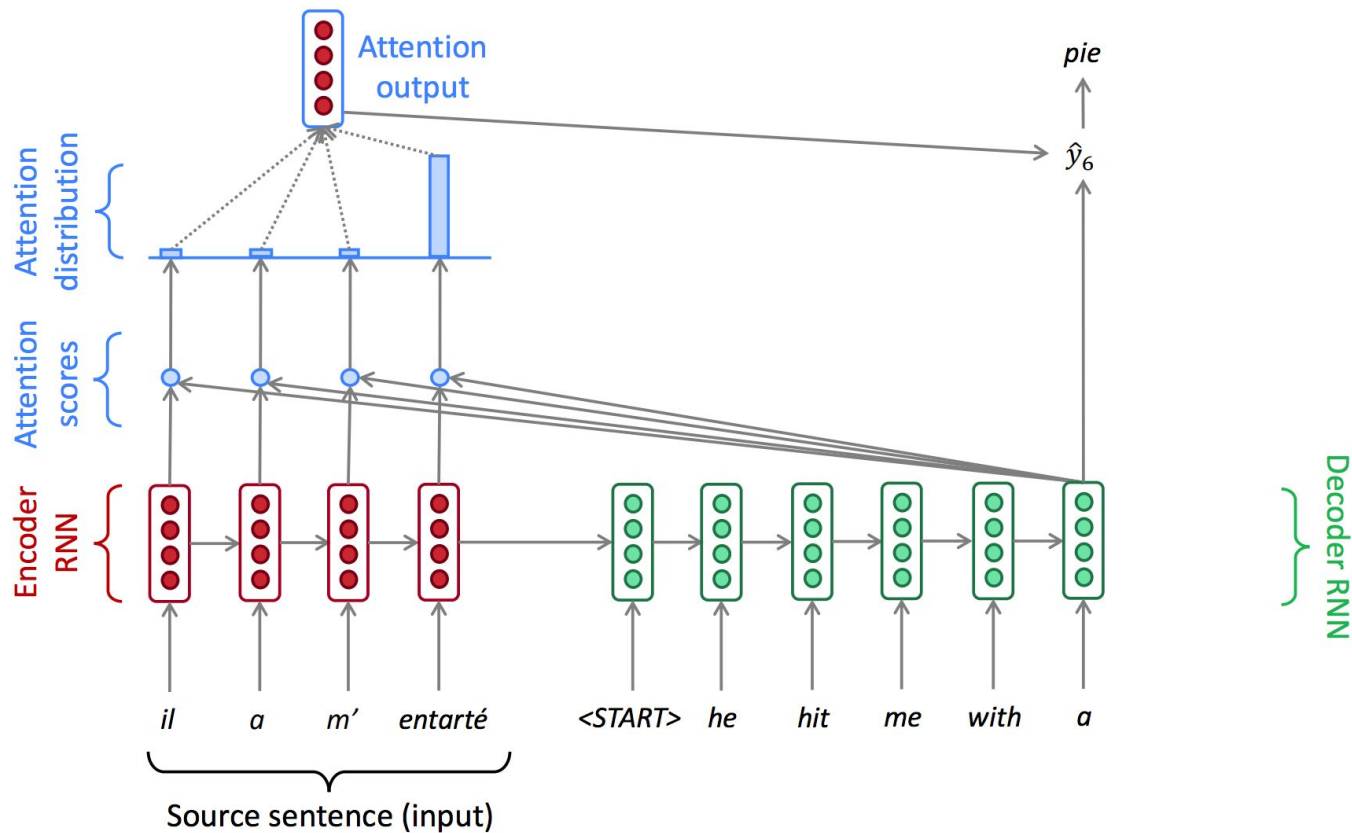 Attention
output
pie
ŷ₆
Attention
distribution
Attention
scores
Encoder
RNN
Decoder RNN
il a m’ entarté <START> he hit me with a
Source sentence (input)